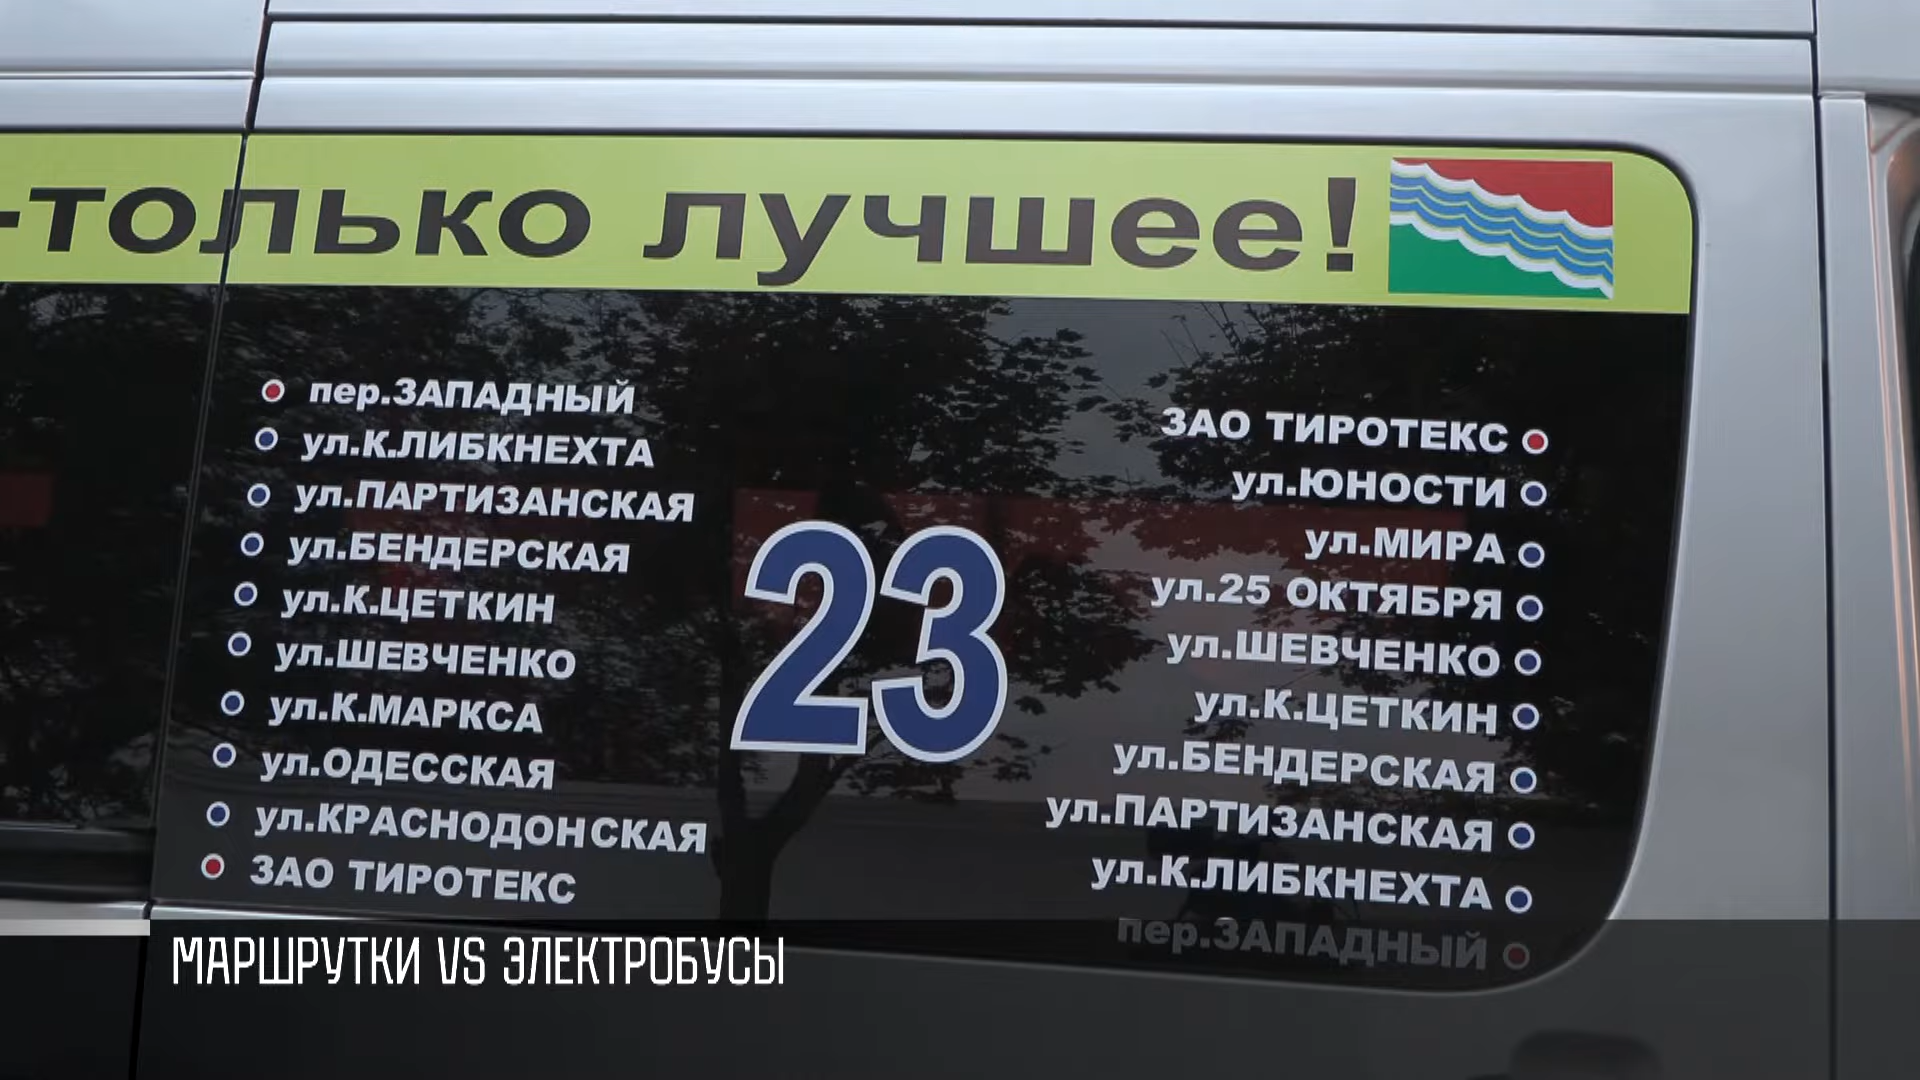 -только лучшее!
пер.ЗАПАДНЫЙ
ул.К.ЛИБКНЕХТА
ул.ПАРТИЗАНСКАЯ
ул.БЕНДЕРСКАЯ
ул.К.ЦЕТКИН
ул.ШЕВЧЕНКО
ул.К.МАРКСА
ул.ОДЕССКАЯ
ул.КРАСНОДОНСКАЯ
ЗАО ТИРОТЕКС
23
ЗАО ТИРОТЕКС
ул.ЮНОСТИ
ул.МИРА
ул.25 ОКТЯБРЯ
ул.ШЕВЧЕНКО
ул.К.ЦЕТКИН
ул.БЕНДЕРСКАЯ
ул.ПАРТИЗАНСКАЯ
ул.К.ЛИБКНЕХТА
пер.ЗАПАДНЫЙ
МАРШРУТКИ VS ЭЛЕКТРОБУСЫ